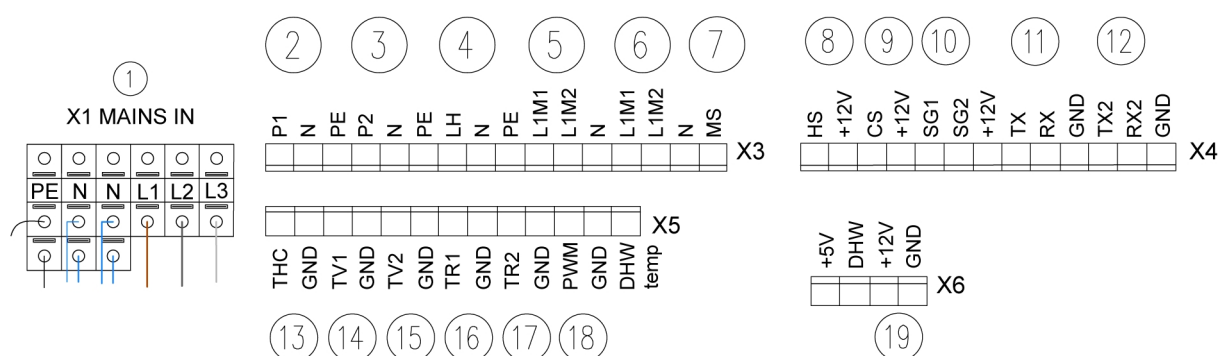 1
X1 MAINS IN
PE N N L1 L2 L3
2 3 4 5 6 7
P1 N PE P2 N PE LH N PE L1M1 L1M2 N L1M1 L1M2 N MS
X3
8 9 10 11 12
HS +12V CS +12V SG1 SG2 +12V TX RX GND TX2 RX2 GND
X4
X5
THC GND TV1 GND TV2 GND TR1 GND TR2 GND PWM GND DHW temp
13 14 15 16 17 18
+5V DHW +12V GND
X6
19